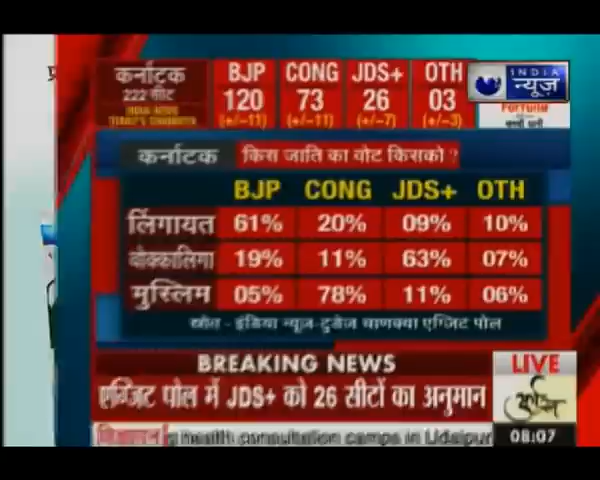 प्र
कर्नाटक BJP CONG JDS+ OTH
222 सीट 120 73 26 03
(+/-11) (+/-11) (+/-7) (+/-3)
INDIA
न्यूज़
Fortune
कर्नाटक किस जाति का वोट किसको ?
BJP CONG JDS+ OTH
लिंगायत 61% 20% 09% 10%
वोक्कालिगा 19% 11% 63% 07%
मुस्लिम 05% 78% 11% 06%
स्रोत - इंडिया न्यूज-टुडेज चाणक्या एग्जिट पोल
BREAKING NEWS
एग्जिट पोल में JDS+ को 26 सीटों का अनुमान
LIVE
विज्ञापन g health consultation camps in Udaipur
08:07